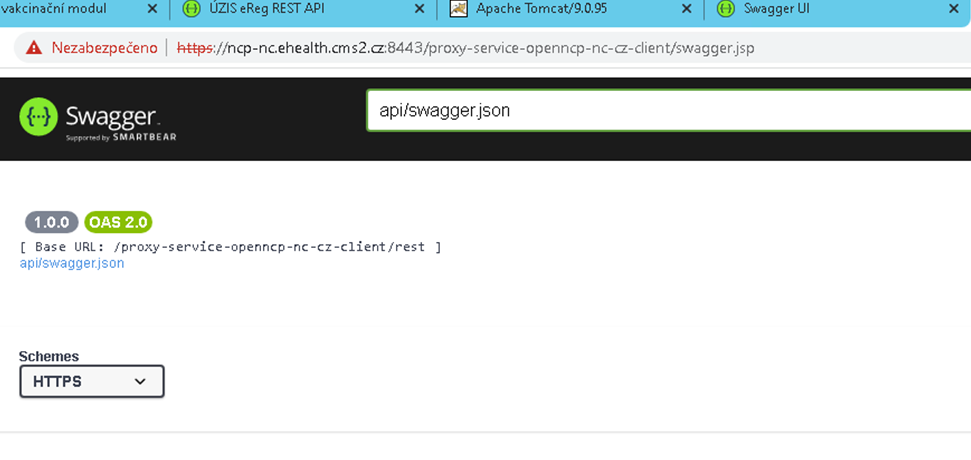 vakcinační modul
ÚZIS eReg REST API
Apache Tomcat/9.0.95
Swagger UI
Nezabezpečeno
https://ncp-nc.ehealth.cms2.cz:8443/proxy-service-openncp-nc-cz-client/swagger.jsp
Swagger
Supported by SMARTBEAR
api/swagger.json
1.0.0 OAS 2.0
[ Base URL: /proxy-service-openncp-nc-cz-client/rest ]
api/swagger.json
Schemes
HTTPS